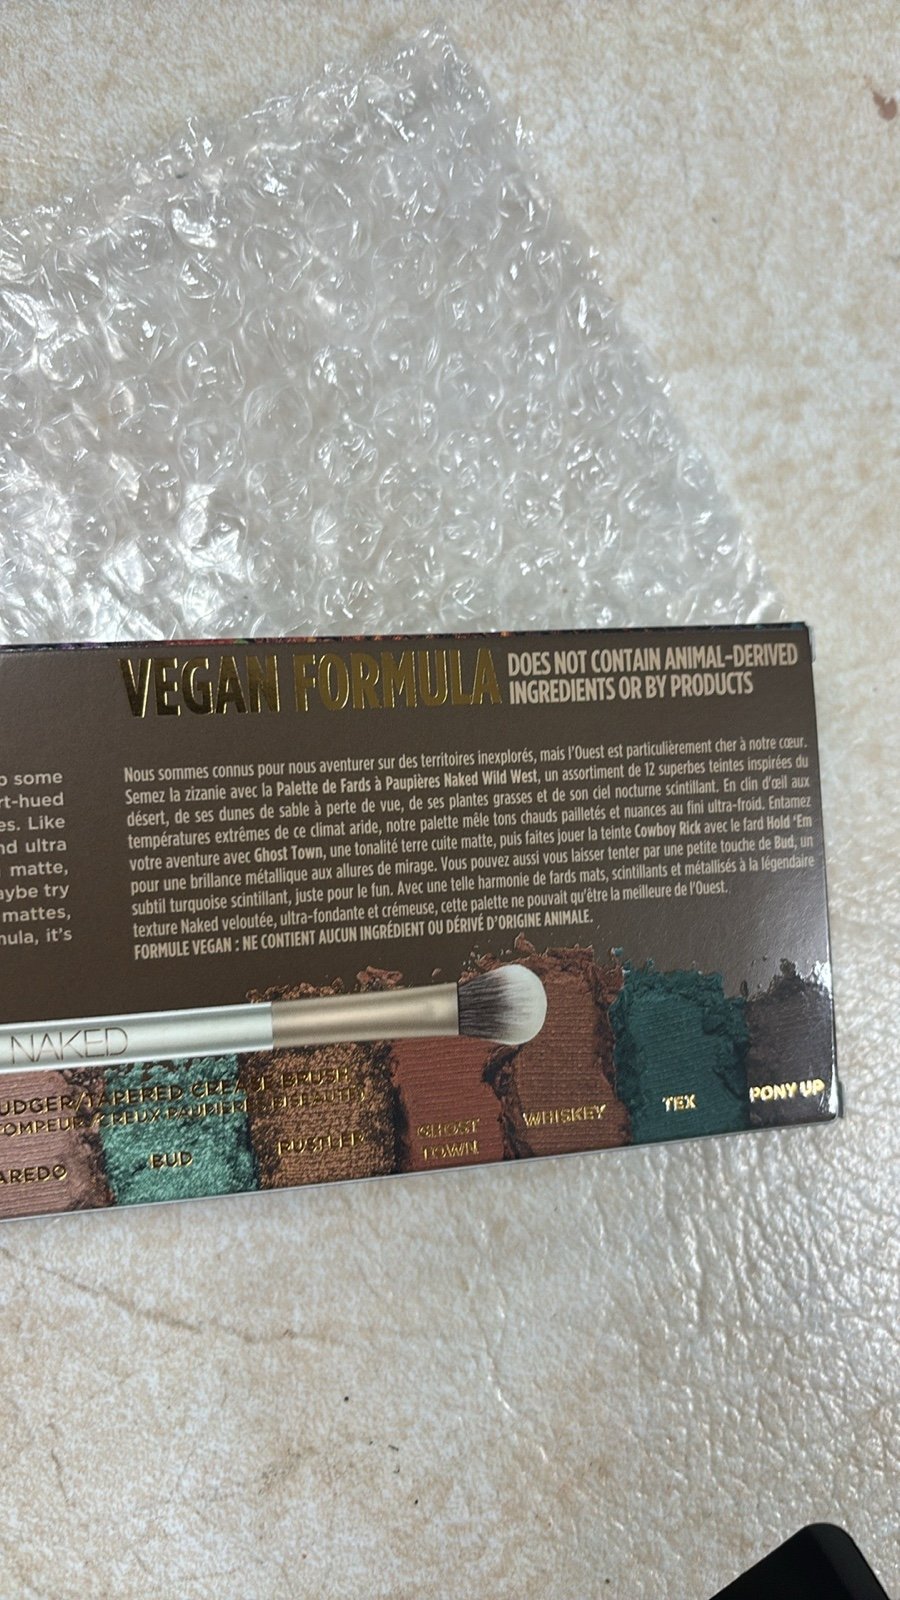 VEGAN FORMULA
DOES NOT CONTAIN ANIMAL-DERIVED
INGREDIENTS OR BY PRODUCTS
some
rt-hued
es. Like
nd ultra
matte,
aybe try
mattes,
nula, it's
Nous sommes connus pour nous aventurer sur des territoires inexplorés, mais l'Ouest est particulièrement cher à notre cœur.
Semez la zizanie avec la Palette de Fards à Paupières Naked Wild West, un assortiment de 12 superbes teintes inspirées du
désert, de ses dunes de sable à perte de vue, de ses plantes grasses et de son ciel nocturne scintillant. En clin d'œil aux
températures extrêmes de ce climat aride, notre palette mêle tons chauds pailletés et nuances au fini ultra-froid. Entamez
votre aventure avec Ghost Town, une tonalité terre cuite matte, puis faites jouer la teinte Cowboy Rick avec le fard Hold 'Em
pour une brillance métallique aux allures de mirage. Vous pouvez aussi vous laisser tenter par une petite touche de Bud, un
subtil turquoise scintillant, juste pour le fun. Avec une telle harmonie de fards mats, scintillants et métallisés à la légendaire
texture Naked veloutée, ultra-fondante et crémeuse, cette palette ne pouvait qu'être la meilleure de l'Ouest.
FORMULE VEGAN : NE CONTIENT AUCUN INGRÉDIENT OU DÉRIVÉ D'ORIGINE ANIMALE.
NAKED
UDGER/TAPERED CREASE BRUSH
AREDO
BUD
RUSTLER
GHOST
TOWN
WHISKEY
TEX
PONY UP